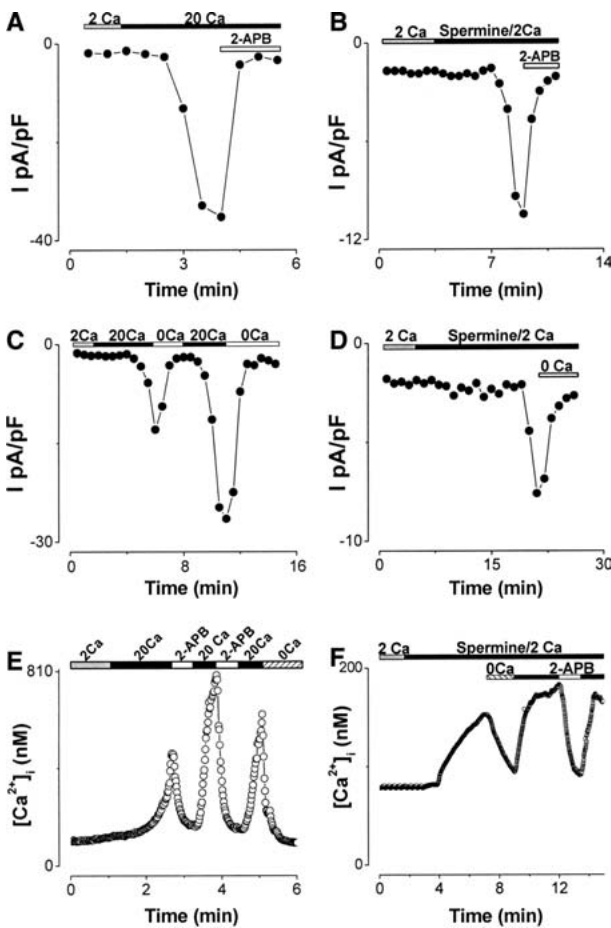 A
2 Ca 20 Ca
2-APB
0
-40
I pA/pF
0 3 6
Time (min)
B
2 Ca Spermine/2Ca
2-APB
0
-6
-12
I pA/pF
0 7 14
Time (min)
C
2Ca 20Ca 0Ca 20Ca 0Ca
0
-30
I pA/pF
0 8 16
Time (min)
D
2 Ca Spermine/2 Ca
0 Ca
0
-5
-10
I pA/pF
0 15 30
Time (min)
E
2Ca 20Ca 2-APB 20 Ca 2-APB 20Ca 0Ca
810
0
[Ca2+]i (nM)
0 2 4 6
Time (min)
F
2 Ca Spermine/2 Ca
0Ca 2-APB
200
100
0
[Ca2+]i (nM)
0 4 8 12
Time (min)